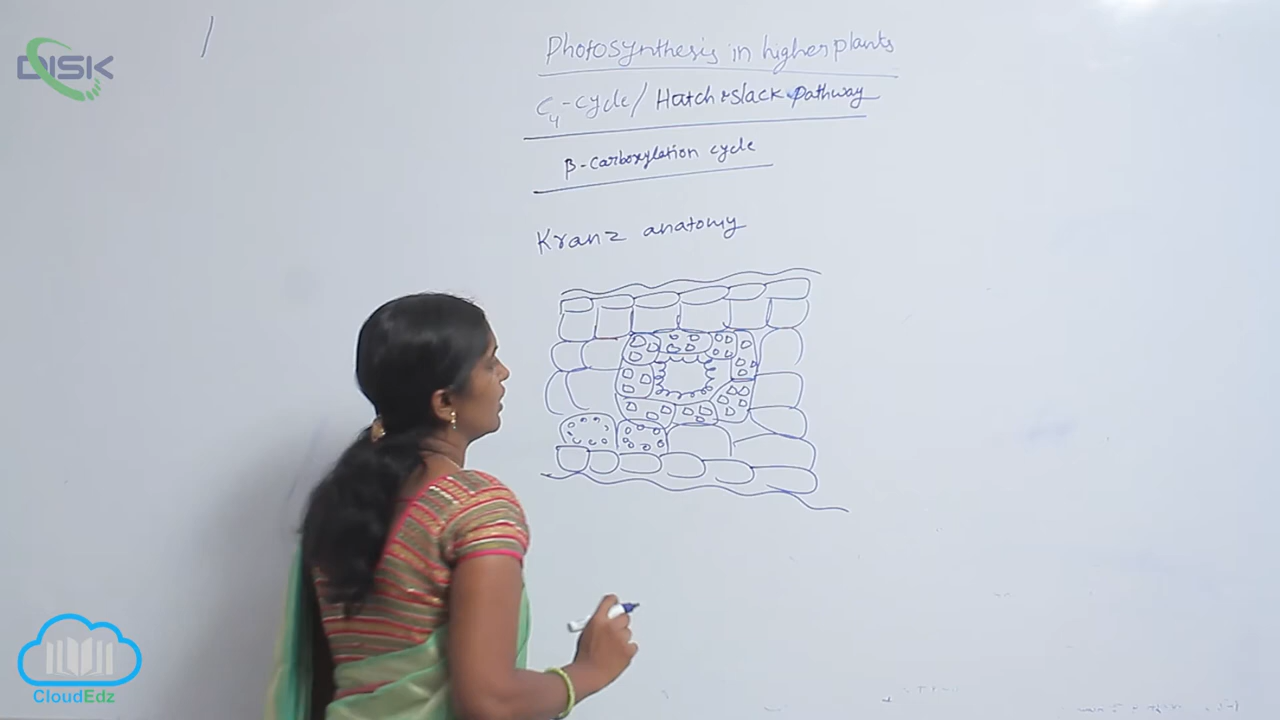 DISK
Photosynthesis in higher plants
C4-cycle/ Hatch & slack pathway
β-carboxylation cycle
Kranz anatomy
CloudEdz